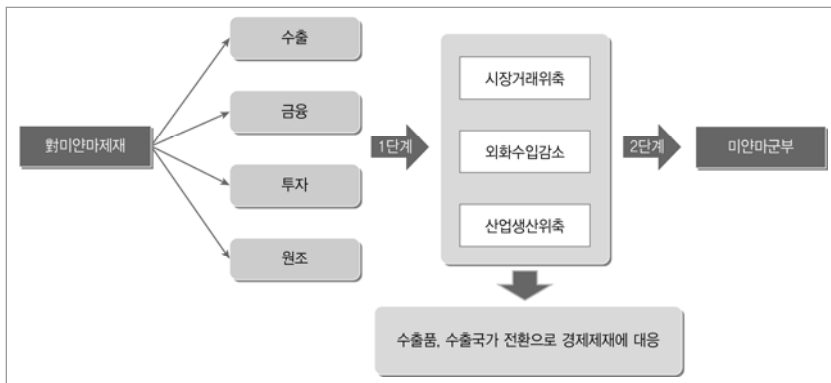 對미얀마제재
수출
금융
투자
원조
1단계
시장거래위축
외화수입감소
산업생산위축
2단계
미얀마군부
수출품, 수출국가 전환으로 경제제재에 대응